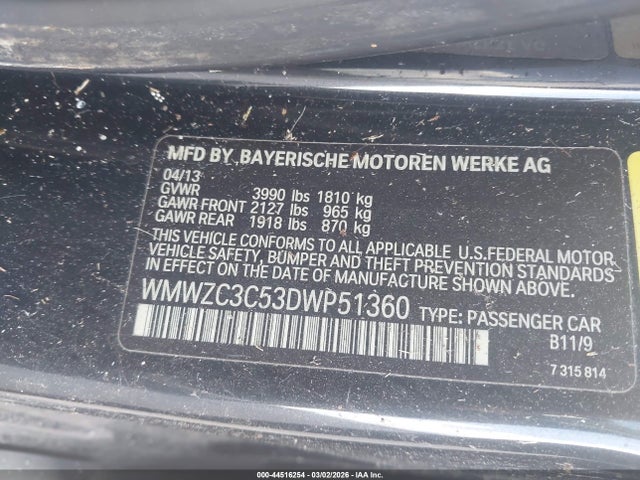 MFD BY BAYERISCHE MOTOREN WERKE AG
04/13
GVWR 3990 lbs 1810 kg
GAWR FRONT 2127 lbs 965 kg
GAWR REAR 1918 lbs 870 kg
THIS VEHICLE CONFORMS TO ALL APPLICABLE U.S.FEDERAL MOTOR
VEHICLE SAFETY, BUMPER AND THEFT PREVENTION STANDARDS
IN EFFECT ON THE DATE OF MANUFACTURE SHOWN ABOVE.
WMWZC3C53DWP51360 TYPE: PASSENGER CAR
B11/9
7 315 814
000-44516254 | 03/02/2026 | IAA Inc.